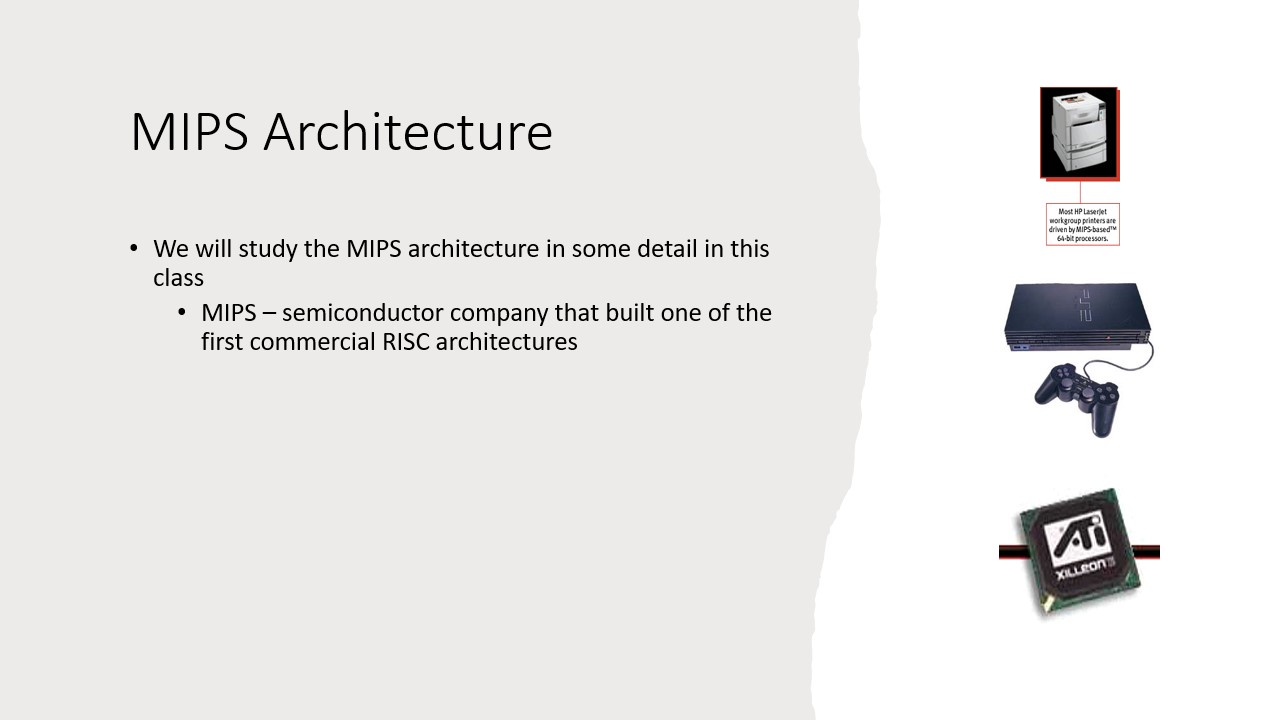 MIPS Architecture
• We will study the MIPS architecture in some detail in this
class
• MIPS – semiconductor company that built one of the
first commercial RISC architectures
Most HP LaserJet
workgroup printers are
driven by MIPS-based™
64-bit processors.
PS2
ATi
XILLEON